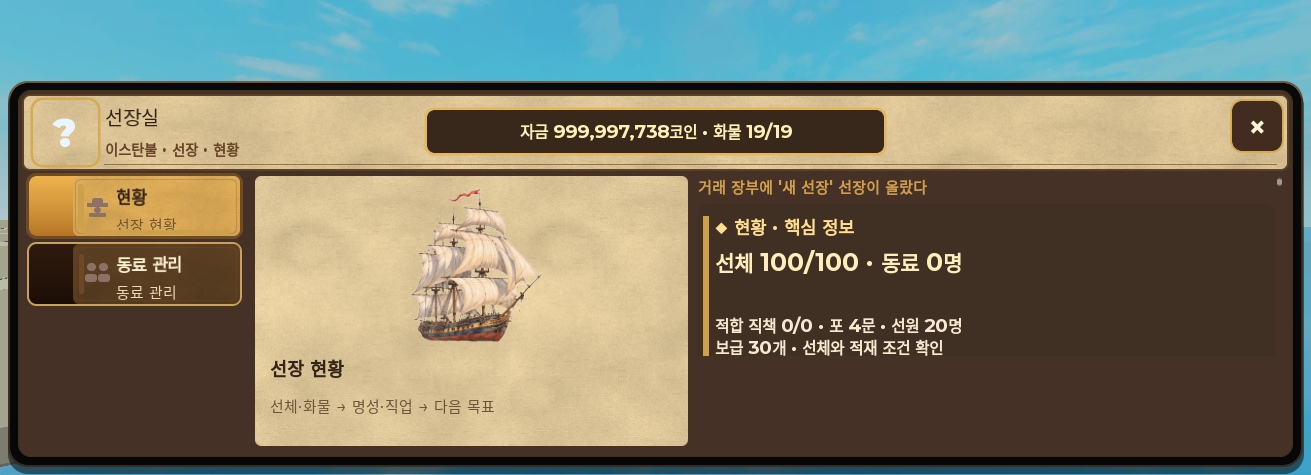 ?
선장실
이스탄불 • 선장 • 현황
자금 999,997,738코인 • 화물 19/19
×
현황
선장 현황
동료 관리
동료 관리
선장 현황
선체·화물 → 명성·직업 → 다음 목표
거래 장부에 '새 선장' 선장이 올랐다
◆ 현황 • 핵심 정보
선체 100/100 • 동료 0명
적합 직책 0/0 • 포 4문 • 선원 20명
보급 30개 • 선체와 적재 조건 확인